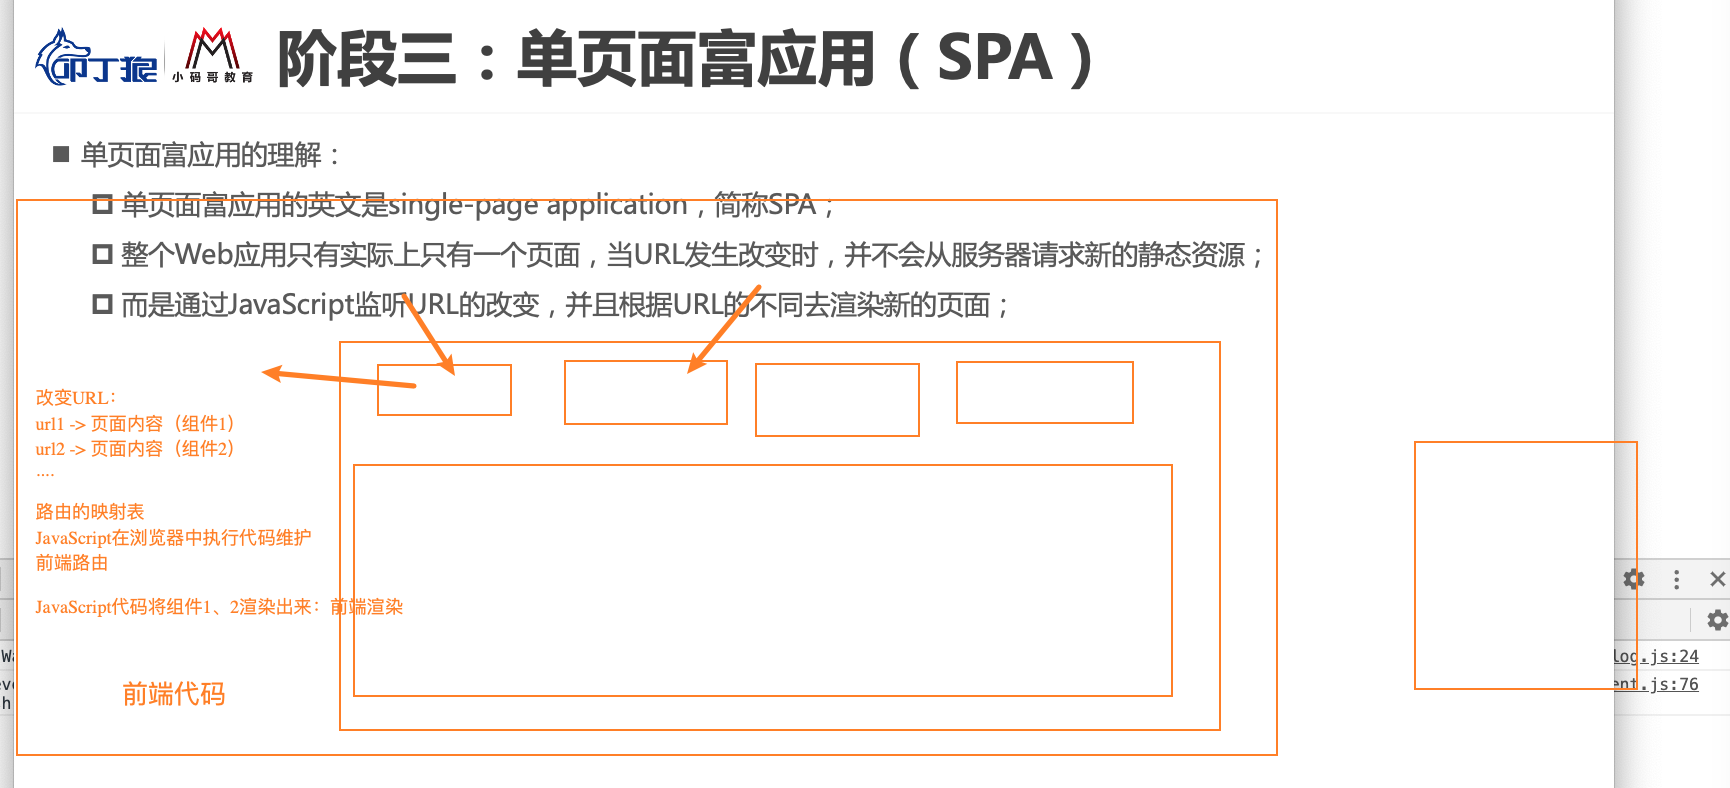 叩丁狼
小码哥教育
阶段三：单页面富应用（SPA）
单页面富应用的理解：
单页面富应用的英文是single-page application，简称SPA；
整个Web应用只有实际上只有一个页面，当URL发生改变时，并不会从服务器请求新的静态资源；
而是通过JavaScript监听URL的改变，并且根据URL的不同去渲染新的页面；
改变URL：
url1 -> 页面内容（组件1）
url2 -> 页面内容（组件2）
....
路由的映射表
JavaScript在浏览器中执行代码维护
前端路由
JavaScript代码将组件1、2渲染出来：前端渲染
前端代码
log.js:24
ent.js:76